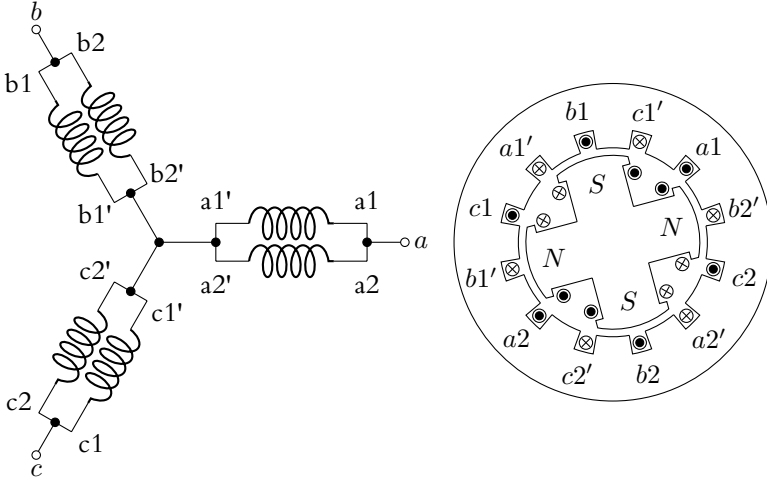 b
b1
b2
b1'
b2'
a1'
a1
a
a2'
a2
c2'
c1'
c2
c1
c
b1
c1′
a1′
a1
S
c1
b2′
N
N
b1′
c2
S
a2
a2′
c2′
b2